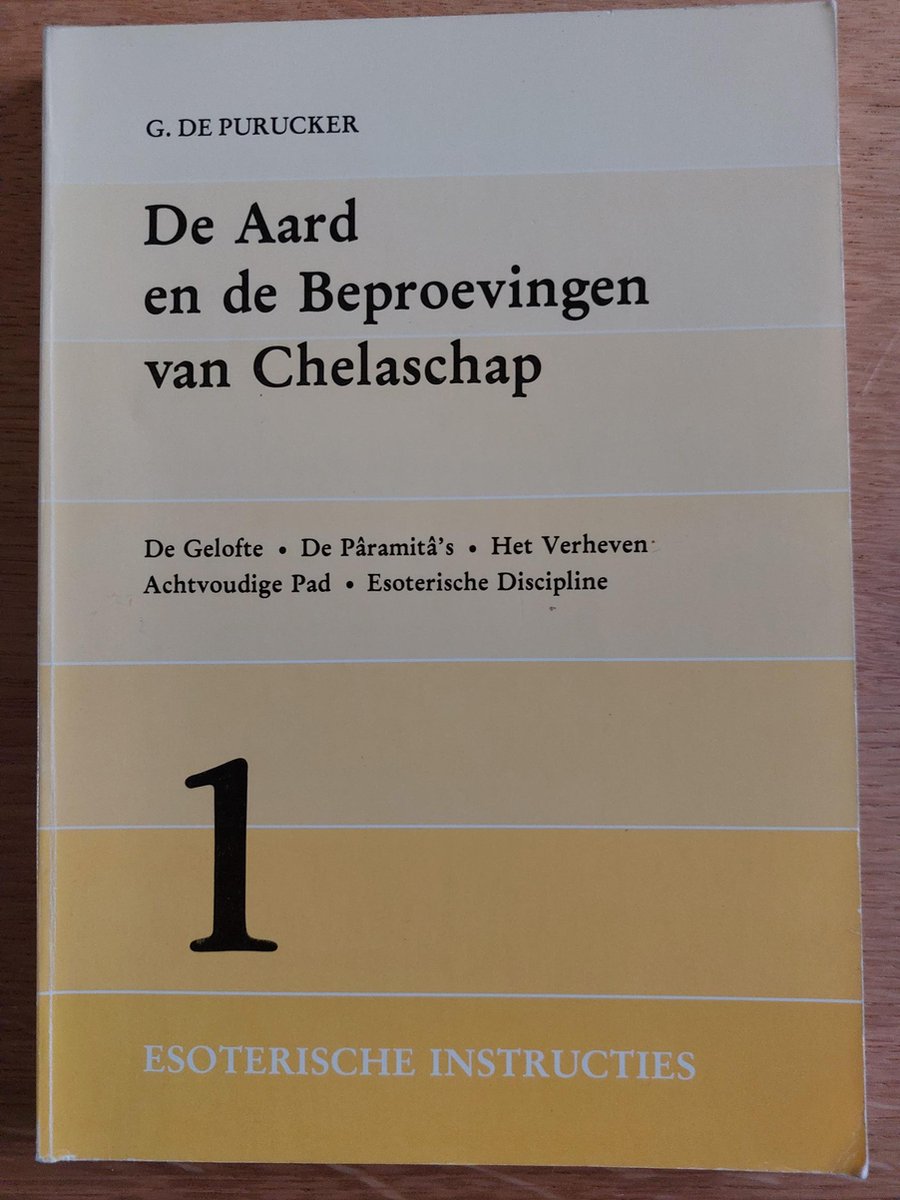 G. DE PURUCKER
De Aard
en de Beproevingen
van Chelaschap
De Gelofte • De Pâramitâ's • Het Verheven
Achtvoudige Pad • Esoterische Discipline
1
ESOTERISCHE INSTRUCTIES